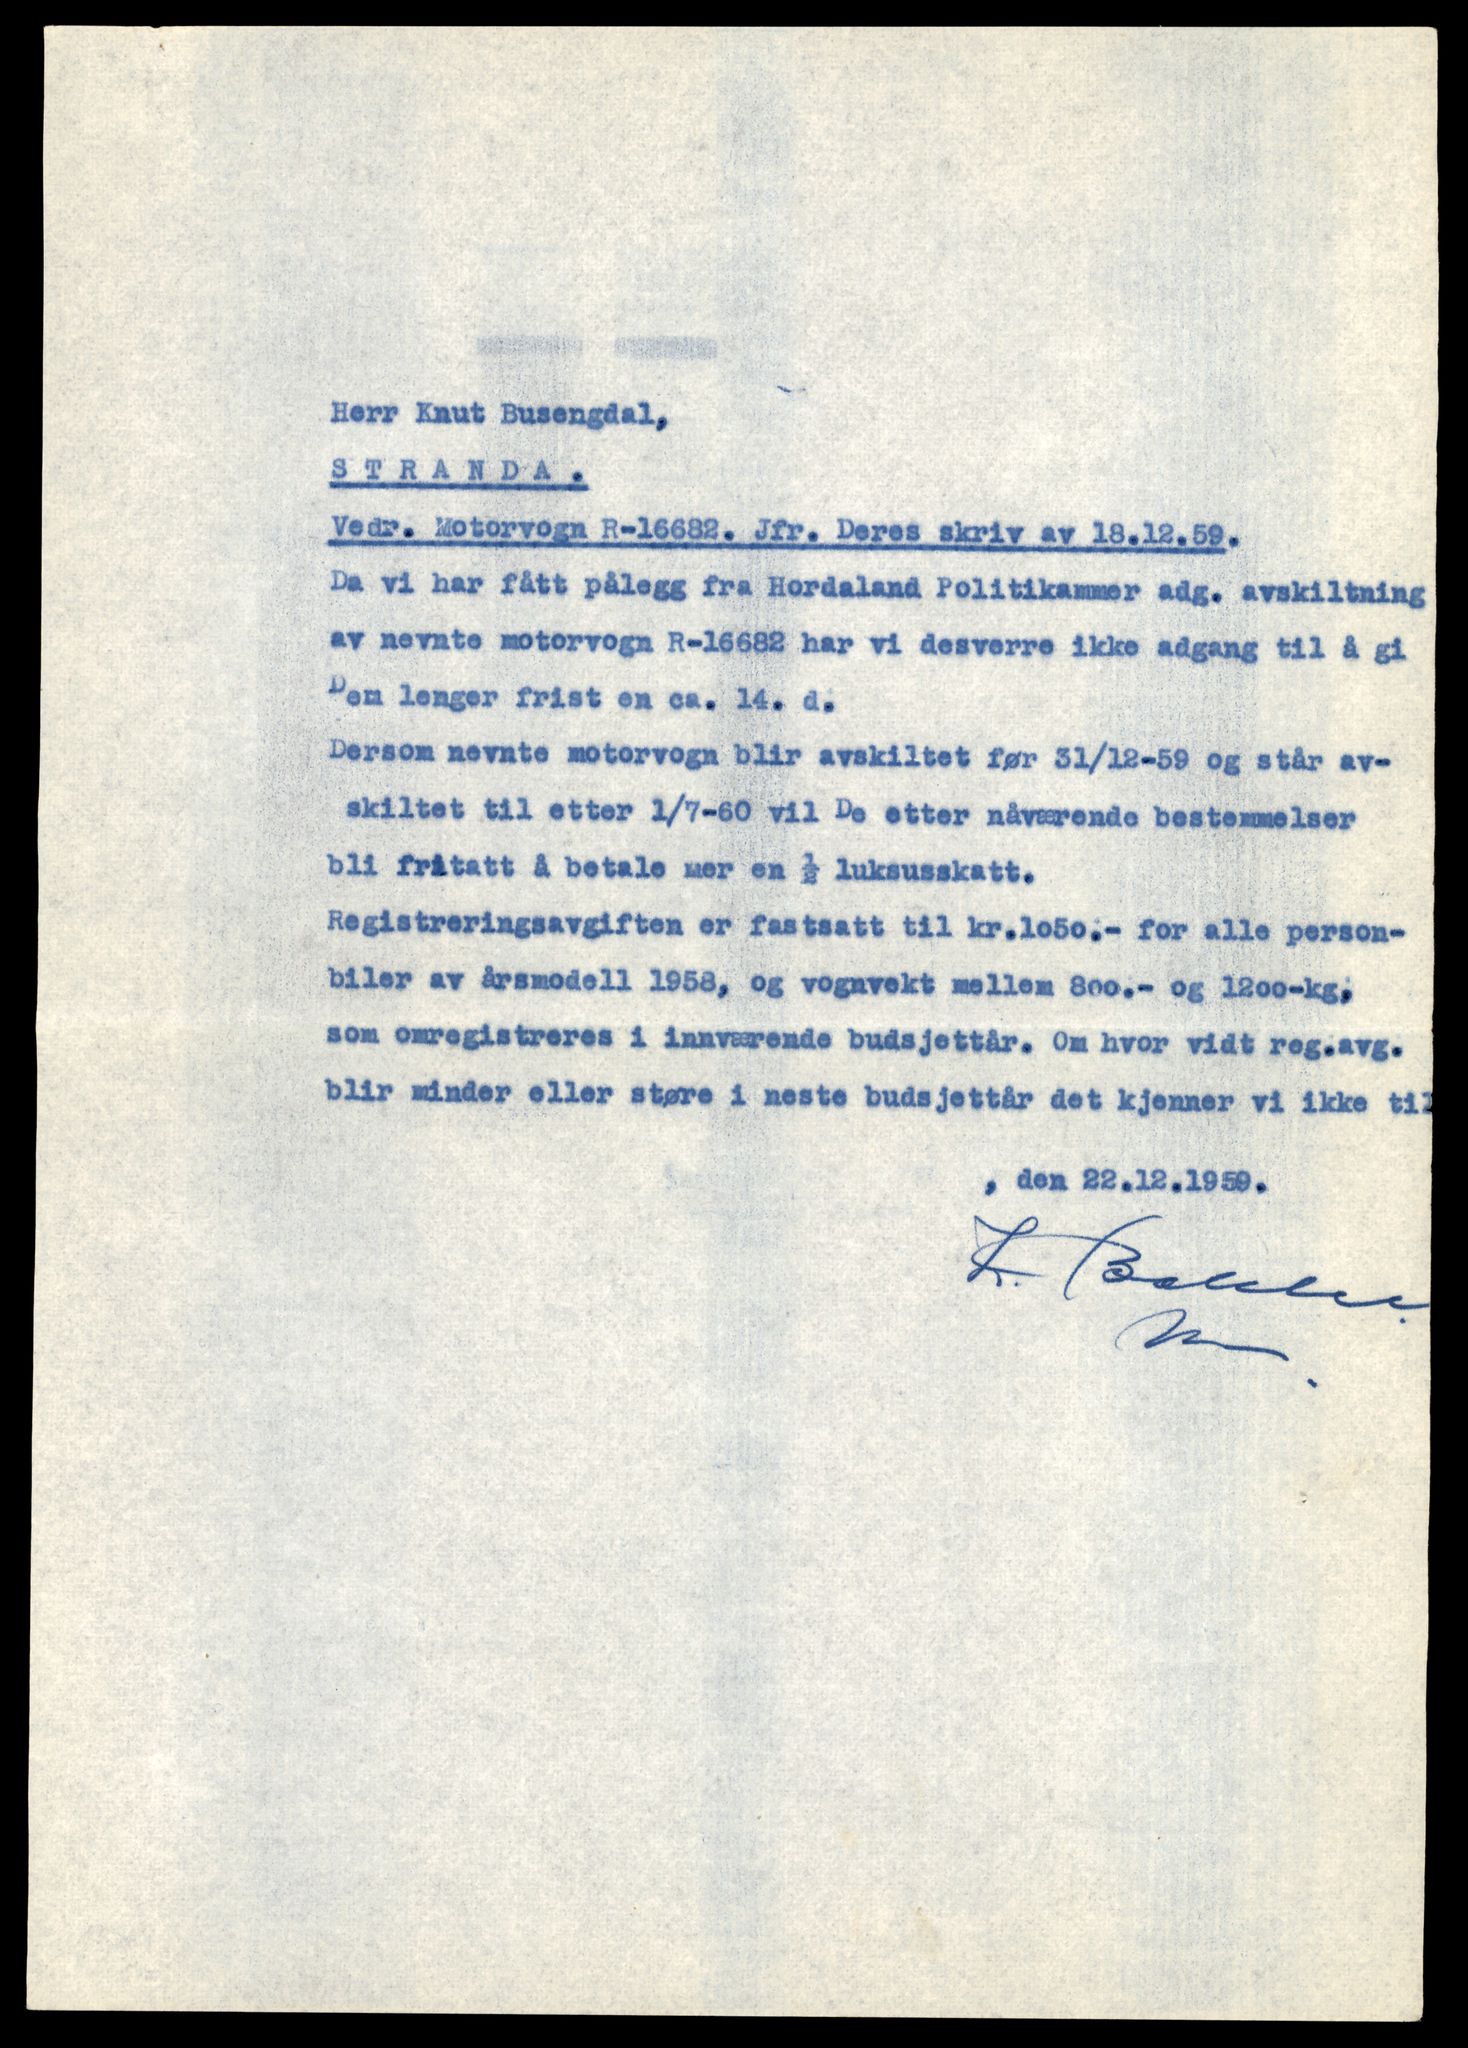 Herr Knut Busengdal,
S T R A N D A .
Vedr. Motorvogn R-16682. Jfr. Deres skriv av 18.12.59.
Da vi har fått pålegg fra Hordaland Politikammer adg. avskiltning
av nevnte motorvogn R-16682 har vi desverre ikke adgang til å gi
Dem lenger frist en ca. 14. d.
Dersom nevnte motorvogn blir avskiltet før 31/12-59 og står av-
skiltet til etter 1/7-60 vil De etter nåværende bestemmelser
bli fritatt å betale mer en ½ luksusskatt.
Registreringsavgiften er fastsatt til kr.1o5o.- for alle person-
biler av årsmodell 1958, og vognvekt mellem 8oo.- og 12oo-kg,
som omregistreres i innværende budsjettår. Om hvor vidt reg.avg.
blir minder eller støre i neste budsjettår det kjenner vi ikke til
, den 22.12.1959.
K. Bakke.